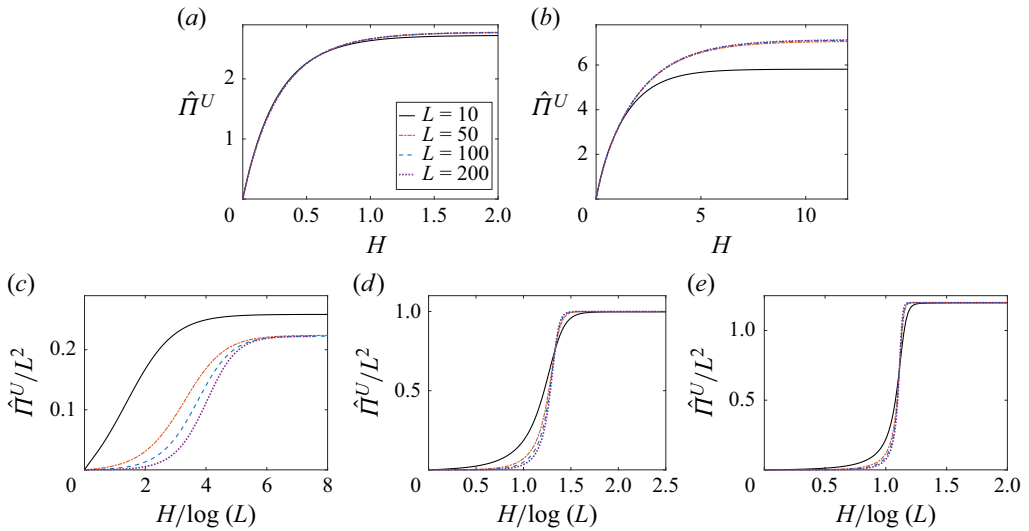 (a)
(b)
2
1
0
0.5
1.0
1.5
2.0
Π̂^U
H
L = 10
L = 50
L = 100
L = 200
6
4
2
0
5
10
Π̂^U
H
(c)
(d)
(e)
0.2
0.1
0
2
4
6
8
Π̂^U/L^2
H/log (L)
1.0
0.5
0
0.5
1.0
1.5
2.0
2.5
Π̂^U/L^2
H/log (L)
1.0
0.5
0
0.5
1.0
1.5
2.0
Π̂^U/L^2
H/log (L)